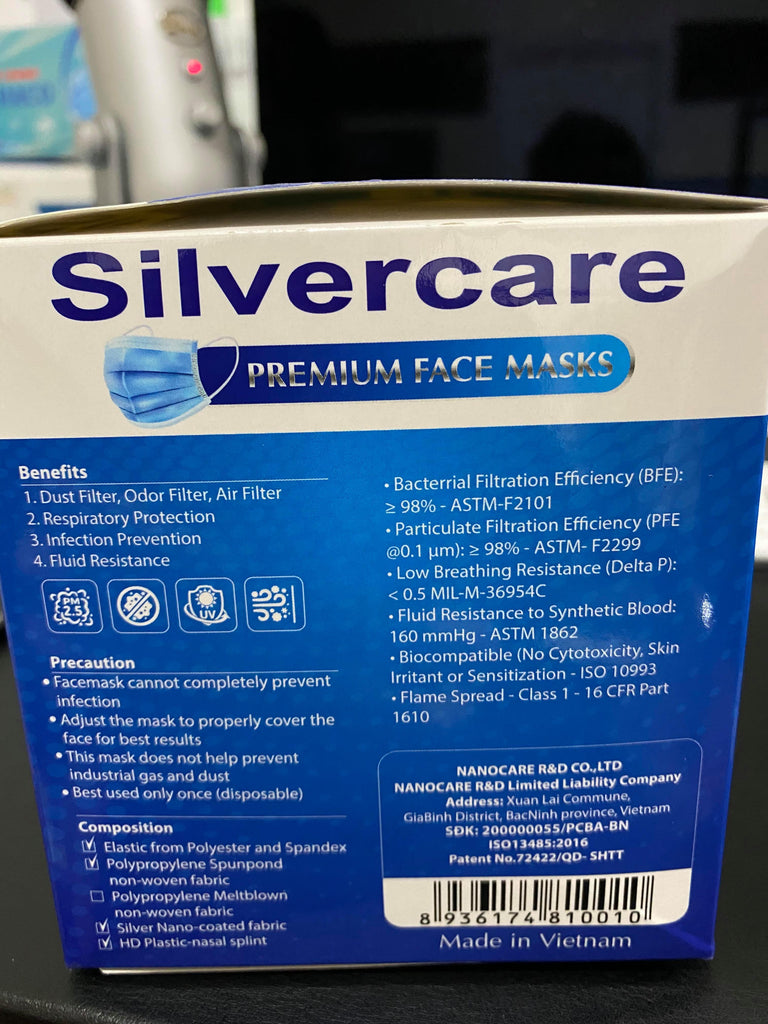 Silvercare
PREMIUM FACE MASKS
Benefits
1. Dust Filter, Odor Filter, Air Filter
2. Respiratory Protection
3. Infection Prevention
4. Fluid Resistance
PM
2.5
UV
Precaution
• Facemask cannot completely prevent
infection
• Adjust the mask to properly cover the
face for best results
• This mask does not help prevent
industrial gas and dust
• Best used only once (disposable)
Composition
☑ Elastic from Polyester and Spandex
☑ Polypropylene Spunpond
non-woven fabric
☐ Polypropylene Meltblown
non-woven fabric
☑ Silver Nano-coated fabric
☑ HD Plastic-nasal splint
• Bacterrial Filtration Efficiency (BFE):
≥ 98% - ASTM-F2101
• Particulate Filtration Efficiency (PFE
@0.1 µm): ≥ 98% - ASTM- F2299
• Low Breathing Resistance (Delta P):
< 0.5 MIL-M-36954C
• Fluid Resistance to Synthetic Blood:
160 mmHg - ASTM 1862
• Biocompatible (No Cytotoxicity, Skin
Irritant or Sensitization - ISO 10993
• Flame Spread - Class 1 - 16 CFR Part
1610
NANOCARE R&D CO.,LTD
NANOCARE R&D Limited Liability Company
Address: Xuan Lai Commune,
GiaBinh District, BacNinh province, Vietnam
SĐK: 200000055/PCBA-BN
ISO13485:2016
Patent No.72422/QD- SHTT
8 936174 810010
Made in Vietnam